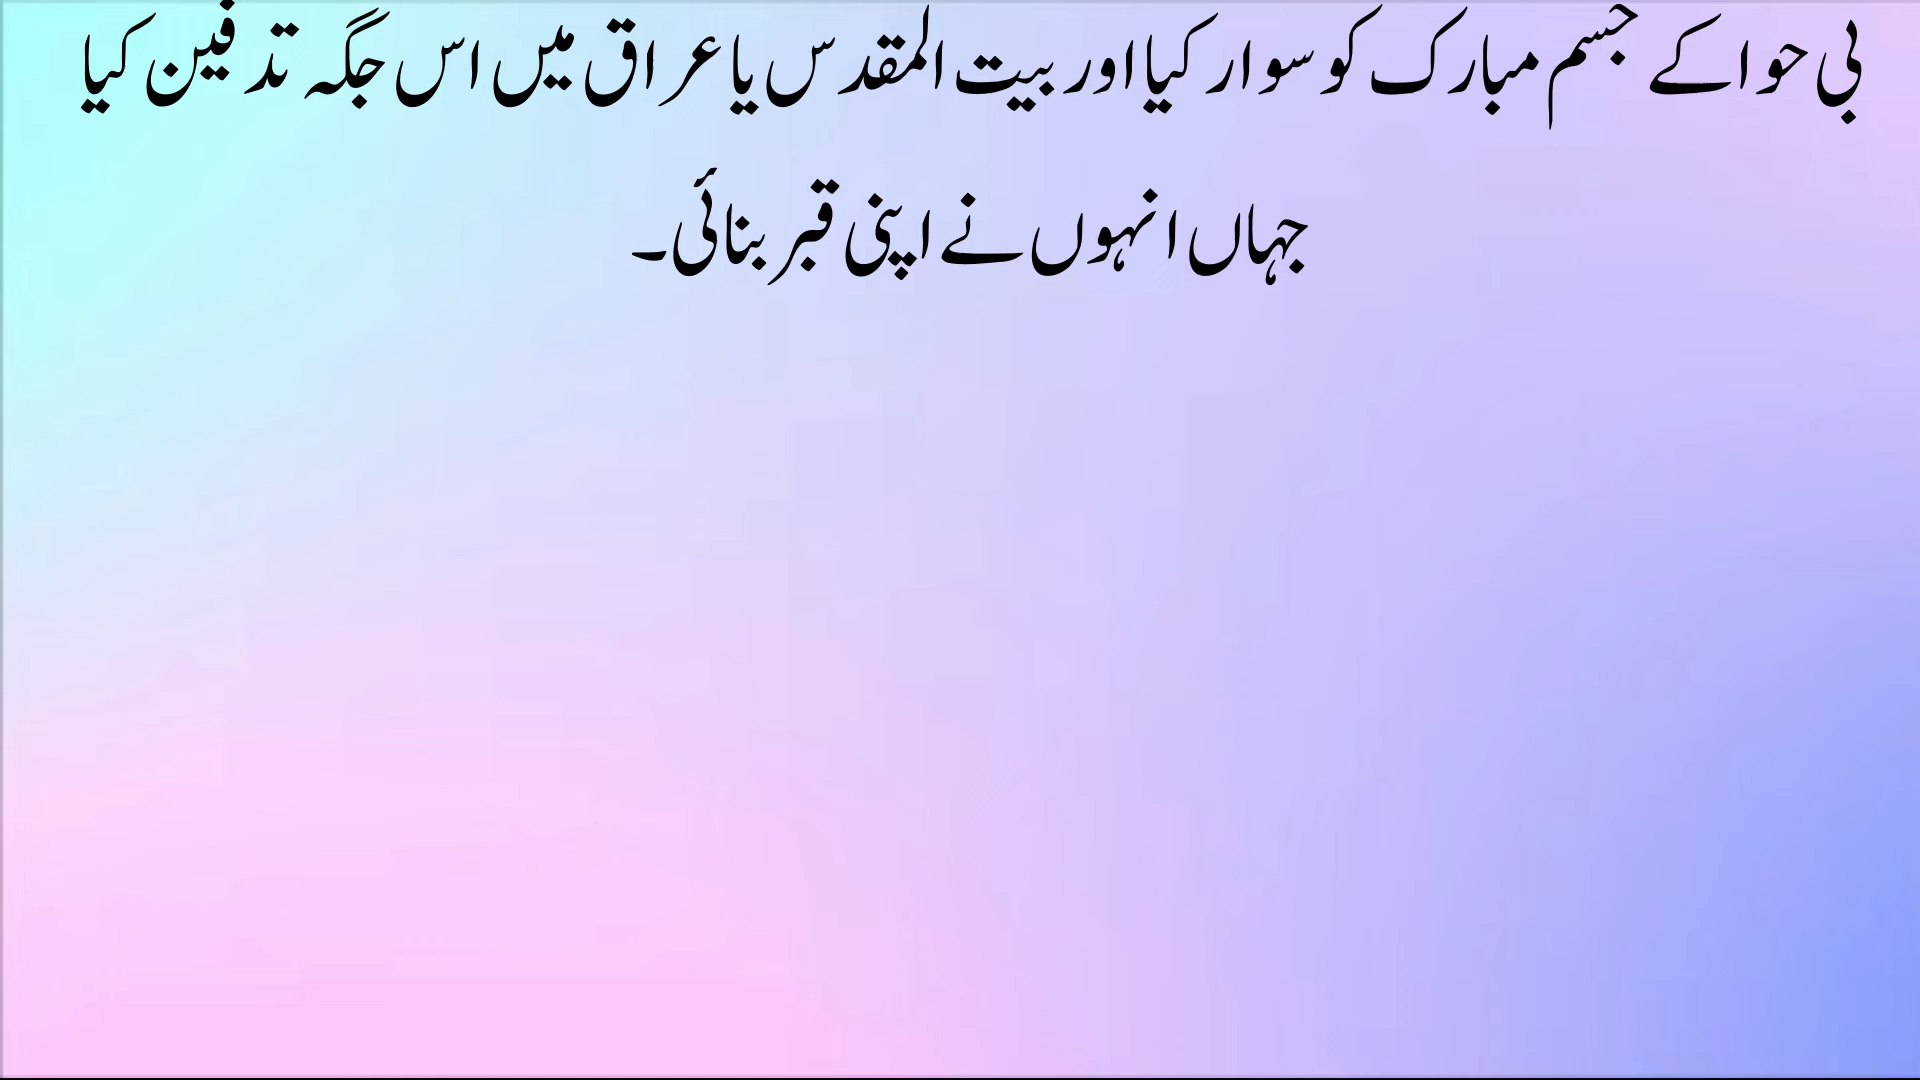 بی حوا کے جسم مبارک کو سوار کیا اور بیت المقدس یا عراق میں اس جگہ تدفین کیا
جہاں انہوں نے اپنی قبر بنائی۔